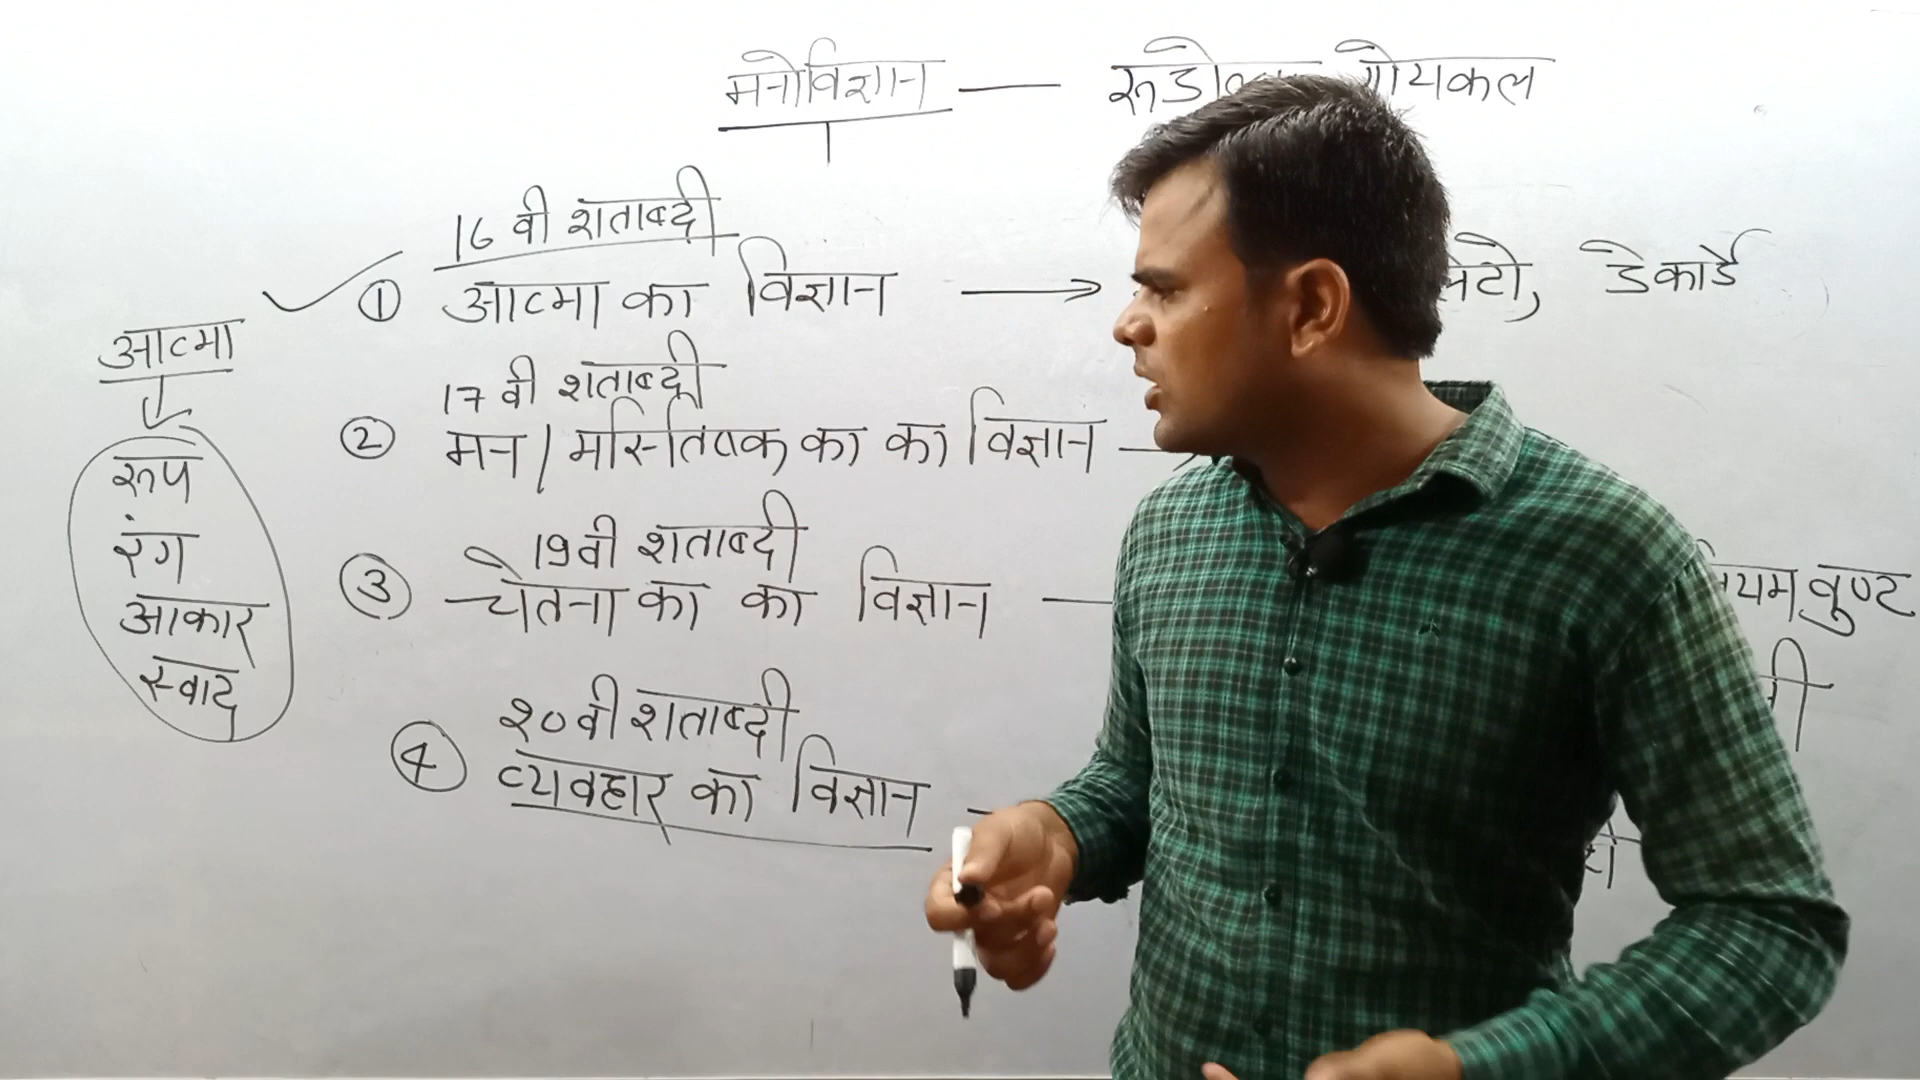 मनोविज्ञान — गोयकल
16 वी शताब्दी
① आत्मा का विज्ञान → डेकार्डे
17 वी शताब्दी
② मन / मस्तिष्क का का विज्ञान →
19वी शताब्दी
③ चेतना का का विज्ञान — वुण्ट
20वी शताब्दी
④ व्यवहार का विज्ञान
आत्मा
रूप
रंग
आकार
स्वाद